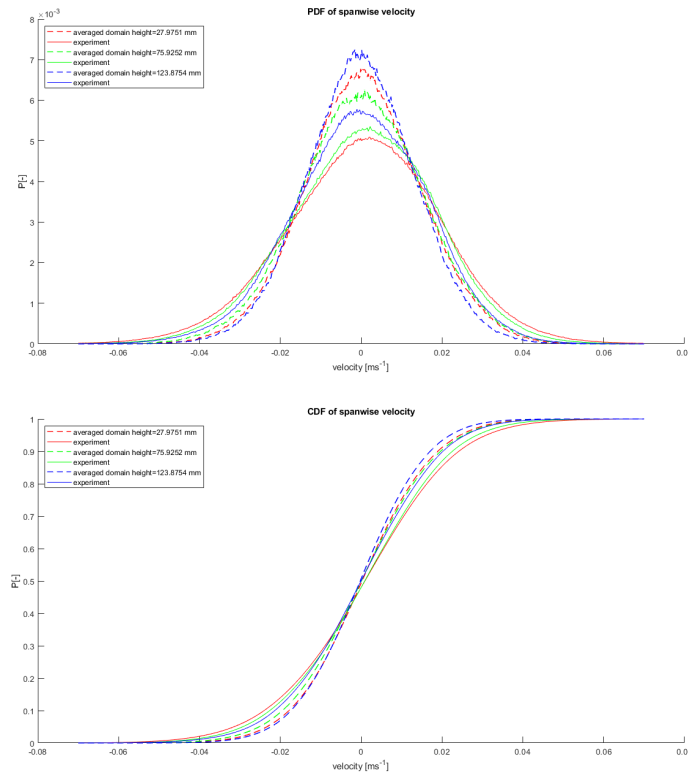 PDF of spanwise velocity
8
×10⁻³
averaged domain height=27.9751 mm
experiment
averaged domain height=75.9252 mm
experiment
averaged domain height=123.8754 mm
experiment
7
6
5
4
3
2
1
0
P[-]
-0.08 -0.06 -0.04 -0.02 0 0.02 0.04 0.06 0.0
velocity [ms⁻¹]
CDF of spanwise velocity
1
averaged domain height=27.9751 mm
experiment
averaged domain height=75.9252 mm
experiment
averaged domain height=123.8754 mm
experiment
0.9
0.8
0.7
0.6
0.5
0.4
0.3
0.2
0.1
0
P[-]
-0.08 -0.06 -0.04 -0.02 0 0.02 0.04 0.06 0.0
velocity [ms⁻¹]